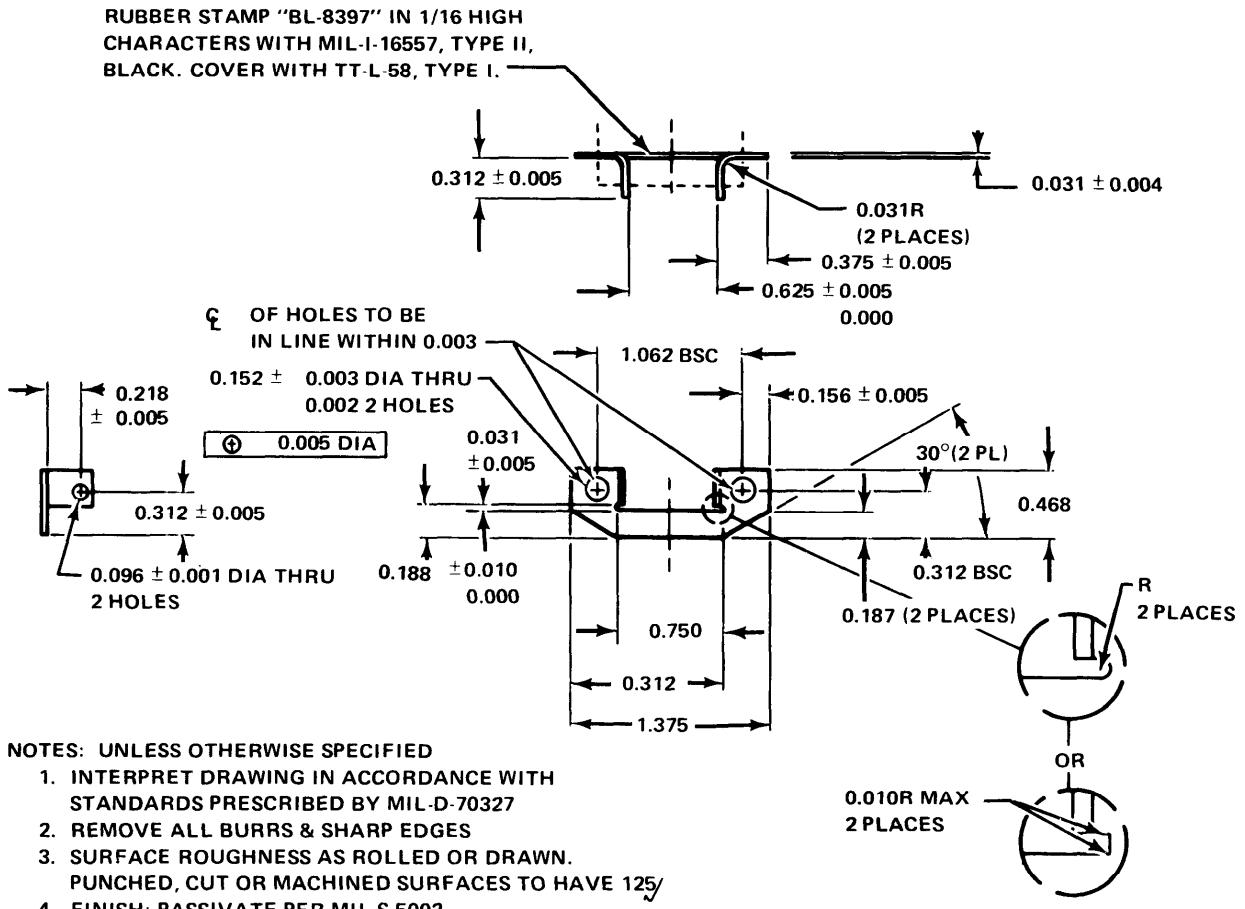 RUBBER STAMP "BL-8397" IN 1/16 HIGH
CHARACTERS WITH MIL-I-16557, TYPE II,
BLACK. COVER WITH TT-L-58, TYPE I.
0.312 ± 0.005
0.031 ± 0.004
0.031R
(2 PLACES)
0.375 ± 0.005
0.625 ± 0.005
0.000
℄ OF HOLES TO BE
IN LINE WITHIN 0.003
1.062 BSC
0.152 ± 0.003 DIA THRU
0.002 2 HOLES
⌖ 0.005 DIA
0.218
± 0.005
0.156 ± 0.005
0.031
±0.005
30°(2 PL)
0.468
0.312 ± 0.005
0.096 ± 0.001 DIA THRU
2 HOLES
0.188 ±0.010
0.000
0.312 BSC
0.187 (2 PLACES)
R
2 PLACES
0.750
0.312
1.375
OR
0.010R MAX
2 PLACES
NOTES: UNLESS OTHERWISE SPECIFIED
1. INTERPRET DRAWING IN ACCORDANCE WITH
STANDARDS PRESCRIBED BY MIL-D-70327
2. REMOVE ALL BURRS & SHARP EDGES
3. SURFACE ROUGHNESS AS ROLLED OR DRAWN.
PUNCHED, CUT OR MACHINED SURFACES TO HAVE 125/
4. FINISH: PASSIVATE PER MIL-S-5002